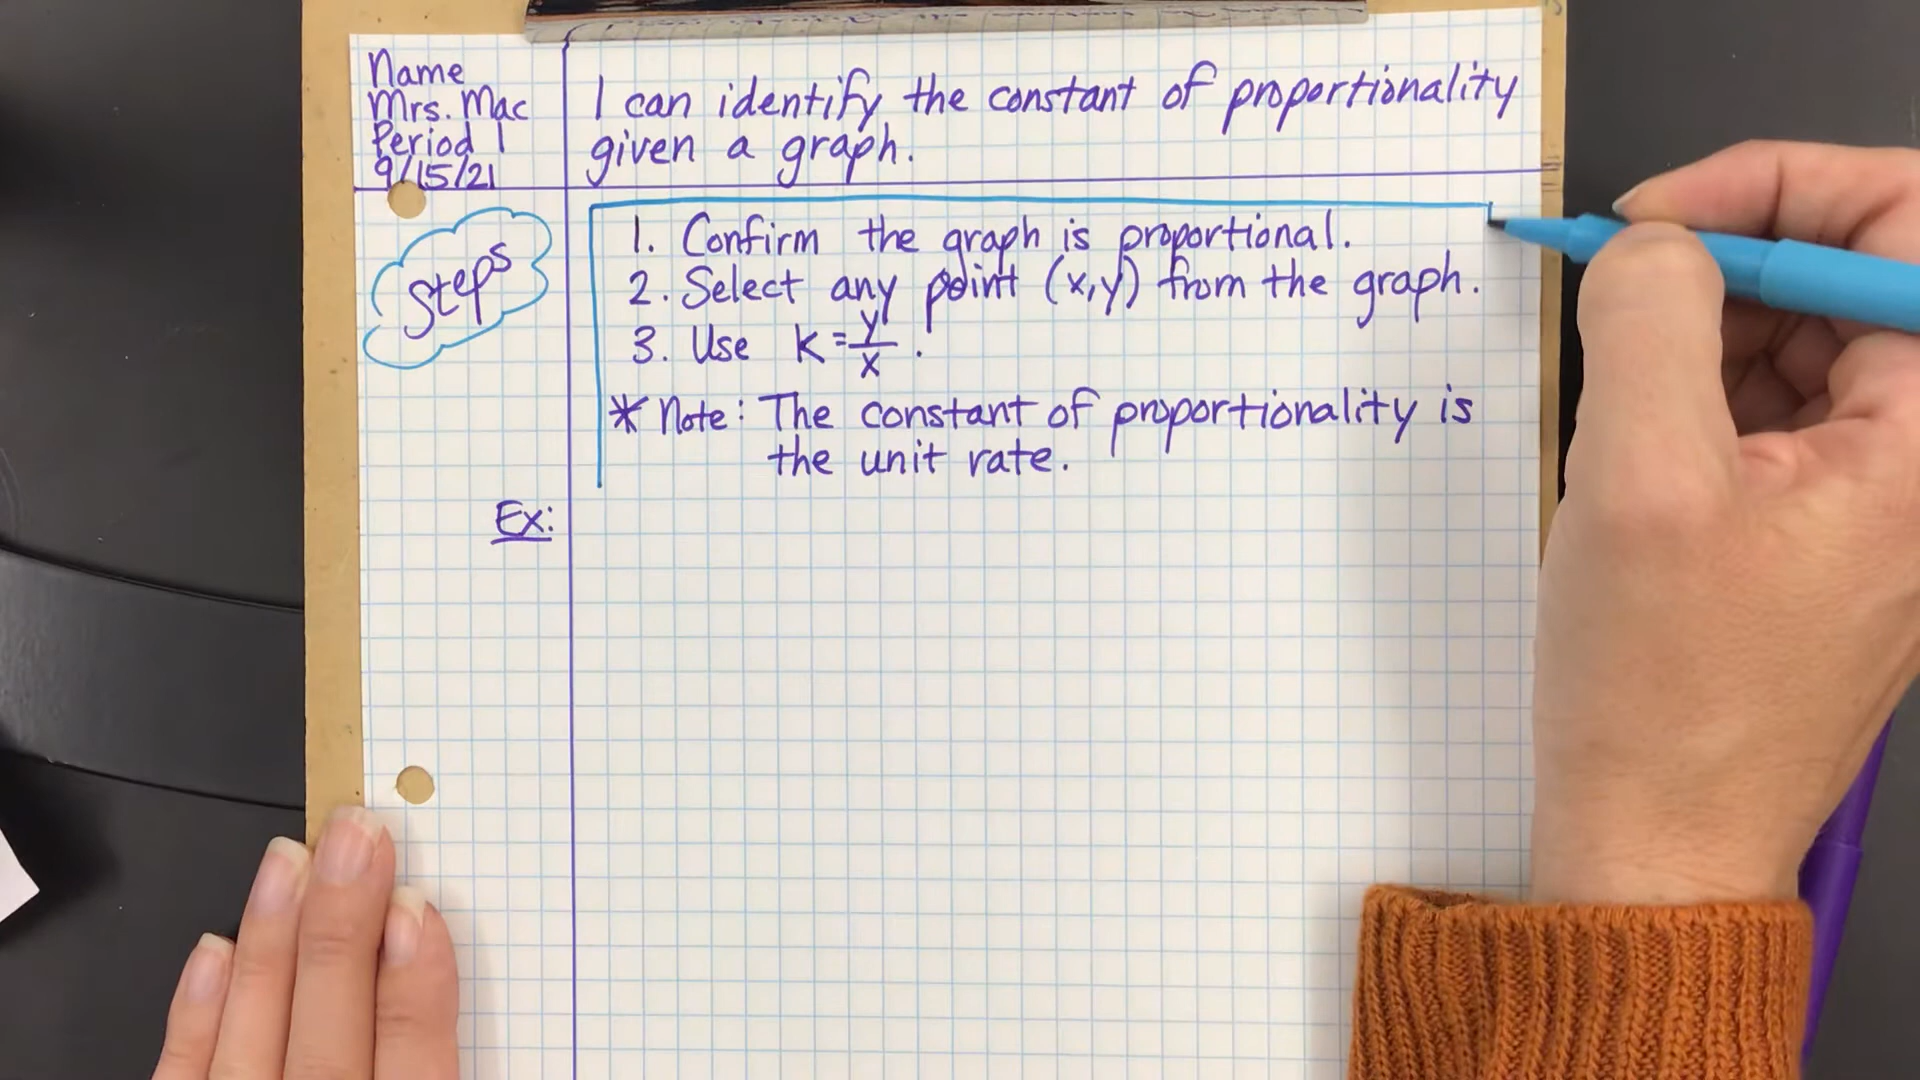 Name
Mrs. Mac
Period 1
9/15/21
I can identify the constant of proportionality
given a graph.
Steps
1. Confirm the graph is proportional.
2. Select any point (x,y) from the graph.
3. Use k=y/x.
* Note: The constant of proportionality is
the unit rate.
Ex: